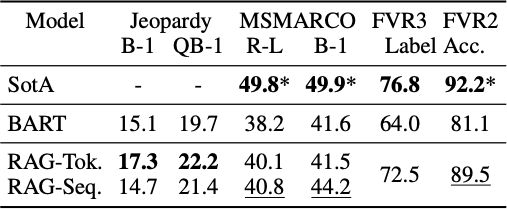 Model Jeopardy MSMARCO FVR3 FVR2
B-1 QB-1 R-L B-1 Label Acc.
SotA - - 49.8* 49.9* 76.8 92.2*
BART 15.1 19.7 38.2 41.6 64.0 81.1
RAG-Tok. 17.3 22.2 40.1 41.5 72.5 89.5
RAG-Seq. 14.7 21.4 40.8 44.2